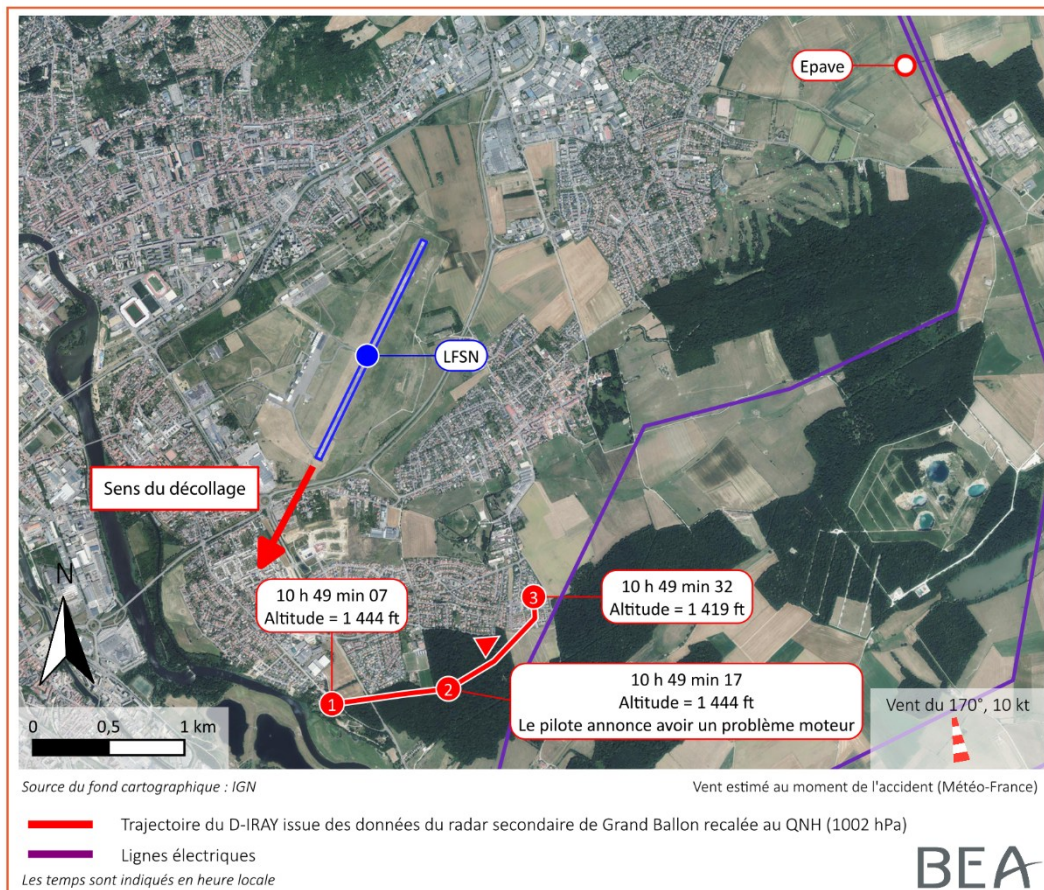 Epave
LFSN
Sens du décollage
10 h 49 min 07
Altitude = 1 444 ft
10 h 49 min 32
Altitude = 1 419 ft
10 h 49 min 17
Altitude = 1 444 ft
Le pilote annonce avoir un problème moteur
1
2
3
N
0 0,5 1 km
Vent du 170°, 10 kt
Source du fond cartographique : IGN
Vent estimé au moment de l'accident (Météo-France)
Trajectoire du D-IRAY issue des données du radar secondaire de Grand Ballon recalée au QNH (1002 hPa)
Lignes électriques
Les temps sont indiqués en heure locale
BEA